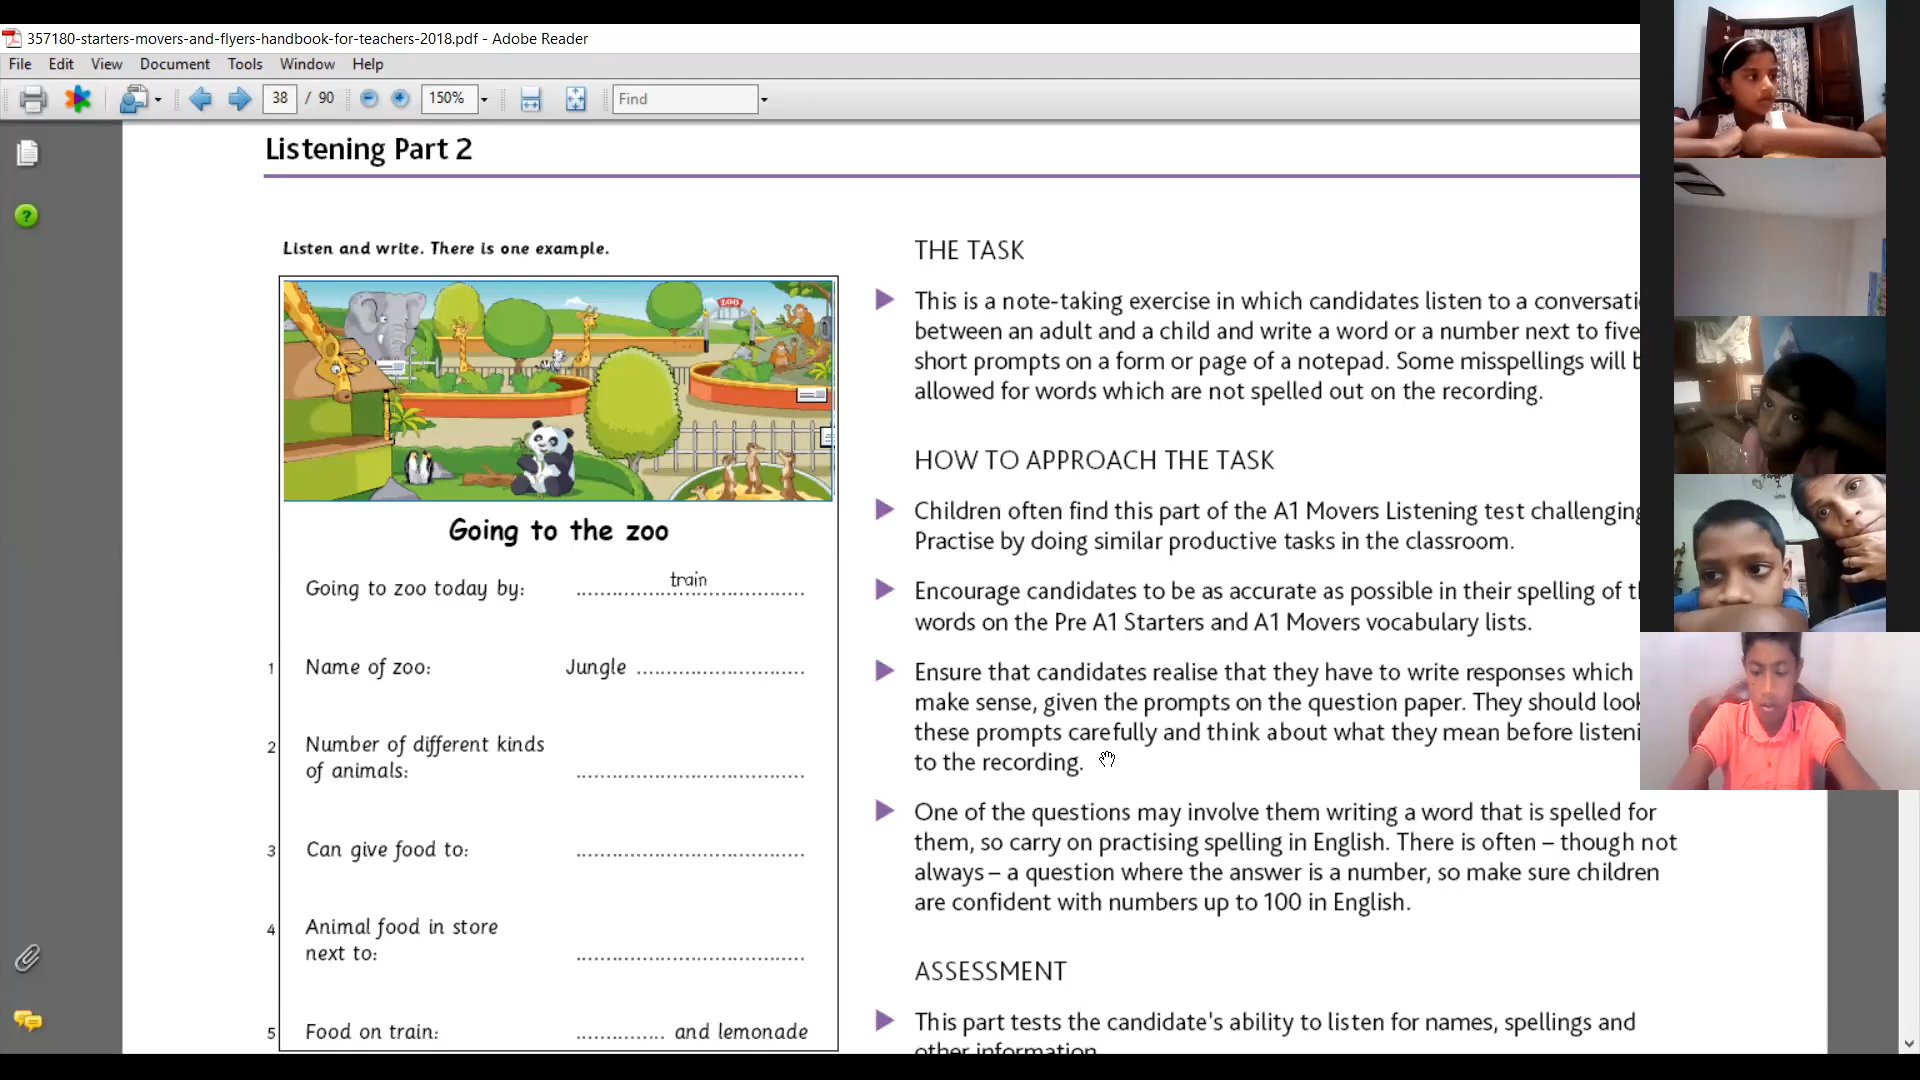 357180-starters-movers-and-flyers-handbook-for-teachers-2018.pdf - Adobe Reader
File Edit View Document Tools Window Help
38 / 90 150% Find
Listening Part 2
Listen and write. There is one example.
ZOO
Going to the zoo
Going to zoo today by: train
1 Name of zoo: Jungle
2 Number of different kinds
of animals:
3 Can give food to:
4 Animal food in store
next to:
5 Food on train: and lemonade
THE TASK
This is a note-taking exercise in which candidates listen to a conversati
between an adult and a child and write a word or a number next to five
short prompts on a form or page of a notepad. Some misspellings will b
allowed for words which are not spelled out on the recording.
HOW TO APPROACH THE TASK
Children often find this part of the A1 Movers Listening test challenging
Practise by doing similar productive tasks in the classroom.
Encourage candidates to be as accurate as possible in their spelling of th
words on the Pre A1 Starters and A1 Movers vocabulary lists.
Ensure that candidates realise that they have to write responses which
make sense, given the prompts on the question paper. They should look
these prompts carefully and think about what they mean before listeni
to the recording.
One of the questions may involve them writing a word that is spelled for
them, so carry on practising spelling in English. There is often – though not
always – a question where the answer is a number, so make sure children
are confident with numbers up to 100 in English.
ASSESSMENT
This part tests the candidate's ability to listen for names, spellings and
other information.